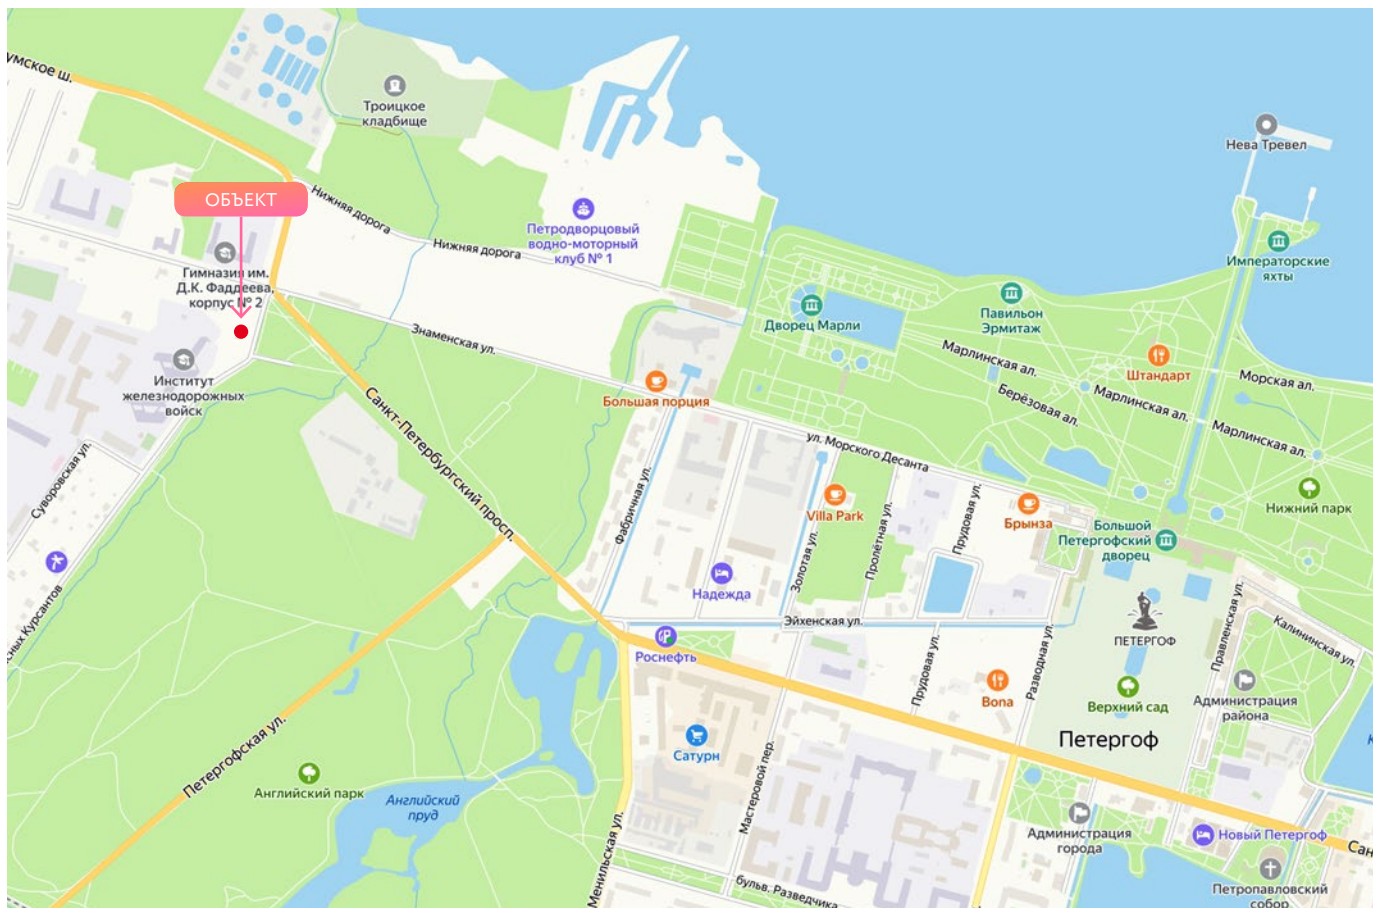 умское ш.
Троицкое
кладбище
Нева Тревел
ОБЪЕКТ
Нижняя дорога
Петродворцовый
водно-моторный
клуб № 1
Нижняя дорога
Императорские
яхты
Гимназия им.
Д.К. Фаддеева,
корпус № 2
Дворец Марли
Павильон
Эрмитаж
Знаменская ул.
Марлинская ал.
Штандарт
Морская ал.
Институт
железнодорожных
войск
Большая порция
Берёзовая ал.
Марлинская ал.
Марлинская ал.
Санкт-Петербургский просп.
ул. Морского Десанта
Суворовская ул.
Фабричная ул.
Villa Park
Золотая ул.
Пролётная ул.
Прудовая ул.
Брынза
Большой
Петергофский
дворец
Нижний парк
сных Курсантов
Надежда
Эйхенская ул.
ПЕТЕРГОФ
Правленская ул.
Калининская ул.
Роснефть
Прудовая ул.
Разводная ул.
Bona
Верхний сад
Администрация
района
Петергофская ул.
Сатурн
Петергоф
Английский парк
Английский
пруд
Мастеровой пер.
Менильская ул.
Администрация
города
Новый Петергоф
Сан
бульв. Разведчика
Петропавловский
собор